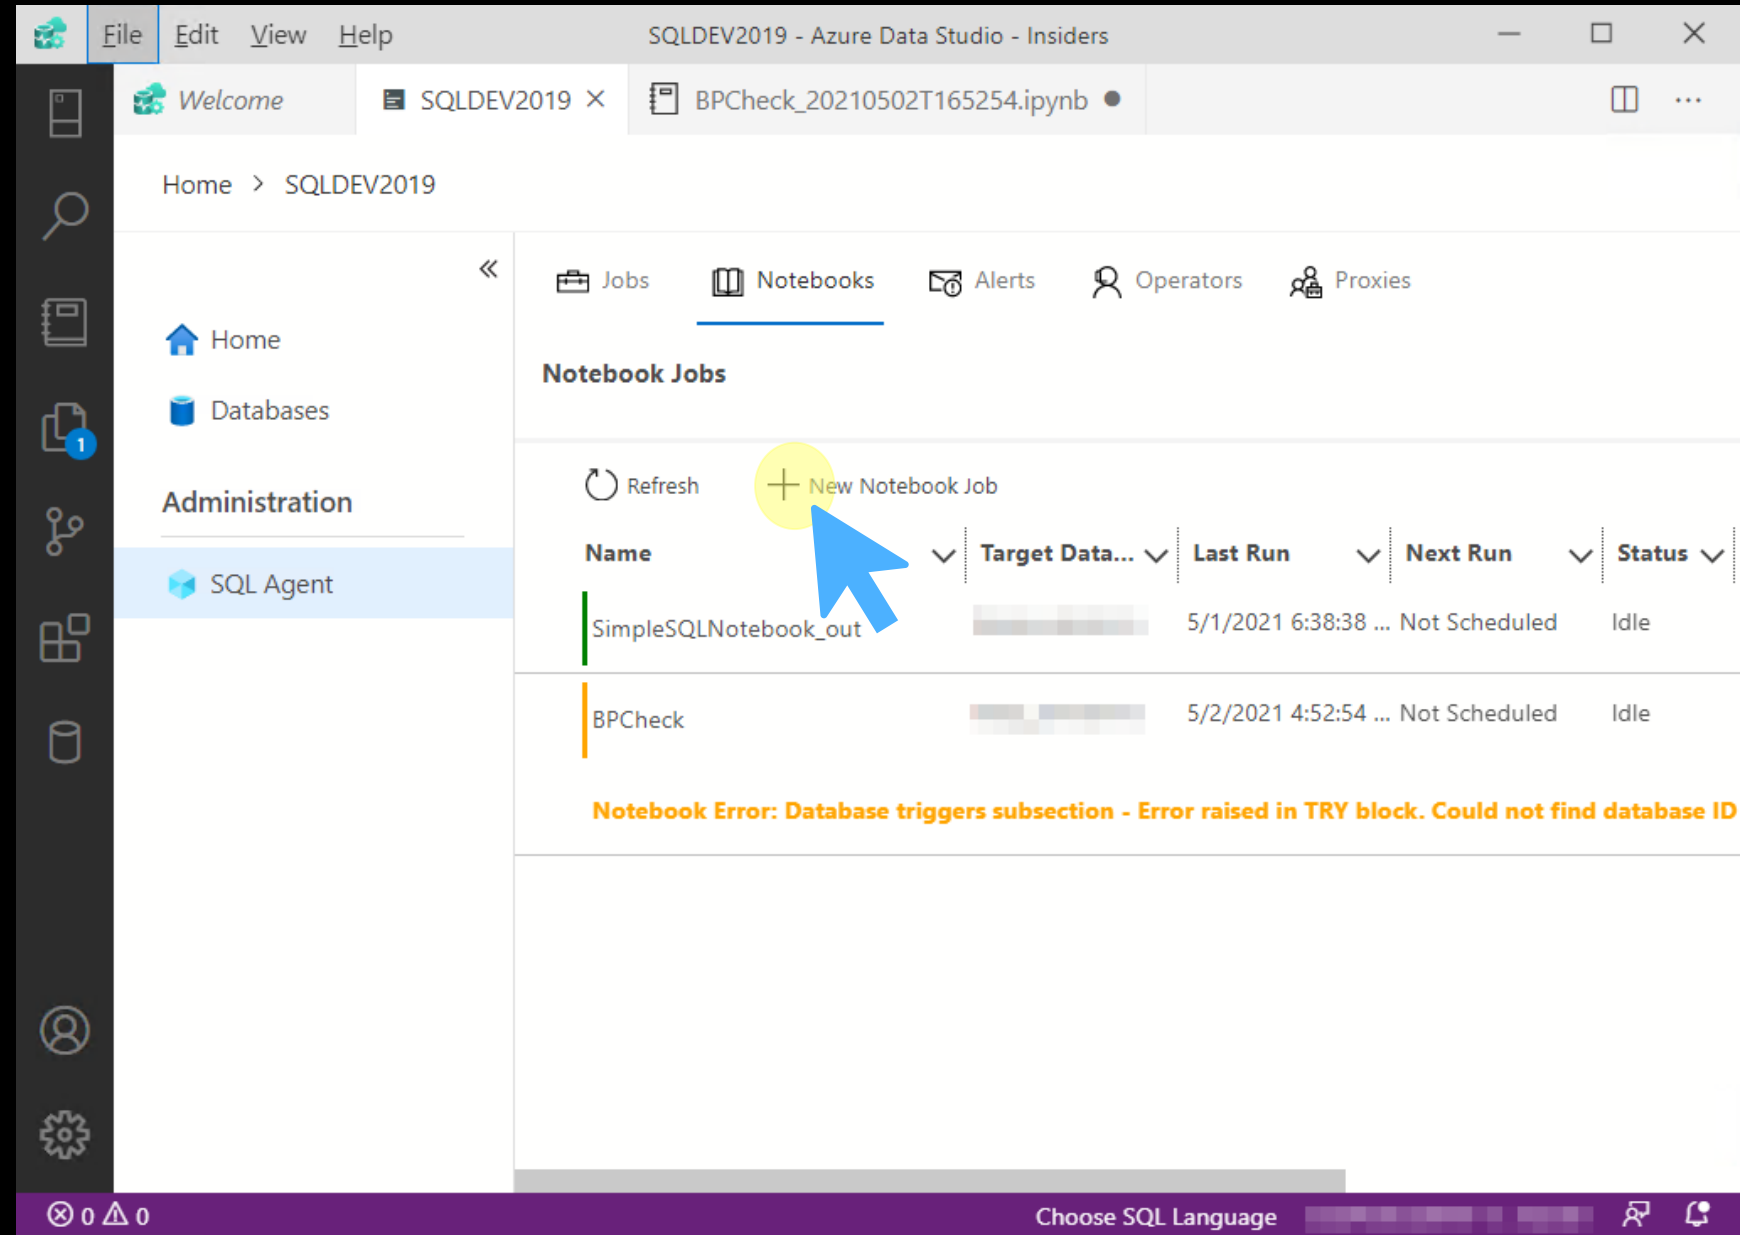 File Edit View Help SQLDEV2019 - Azure Data Studio - Insiders
Welcome SQLDEV2019 BPCheck_20210502T165254.ipynb
Home > SQLDEV2019
Jobs Notebooks Alerts Operators Proxies
Home
Notebook Jobs
Databases
1
Refresh New Notebook Job
Administration
Name Target Data... Last Run Next Run Status
SQL Agent
SimpleSQLNotebook_out 5/1/2021 6:38:38 ... Not Scheduled Idle
BPCheck 5/2/2021 4:52:54 ... Not Scheduled Idle
Notebook Error: Database triggers subsection - Error raised in TRY block. Could not find database ID
0 0 Choose SQL Language